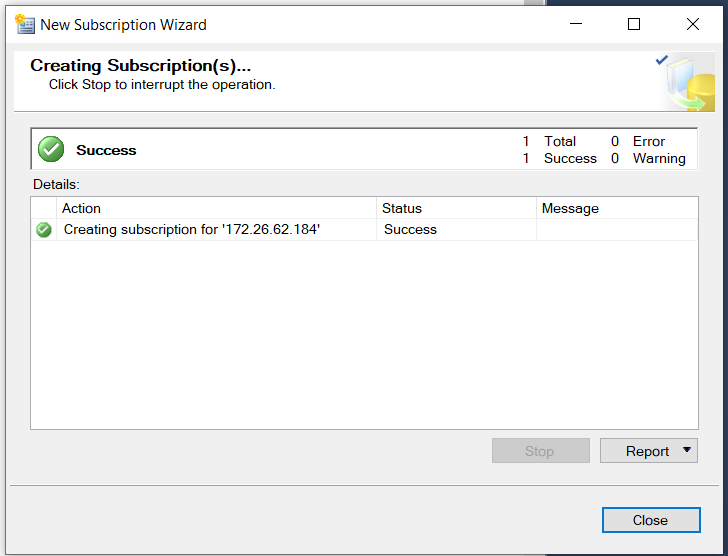 New Subscription Wizard
Creating Subscription(s)...
Click Stop to interrupt the operation.
Success
1 Total 0 Error
1 Success 0 Warning
Details:
Action Status Message
Creating subscription for '172.26.62.184' Success
Stop Report
Close